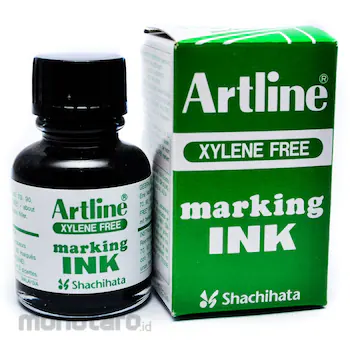 Artline®
XYLENE FREE
marking
INK
Shachihata
Artline®
XYLENE FREE
marking
INK
Shachihata
monotaro.id